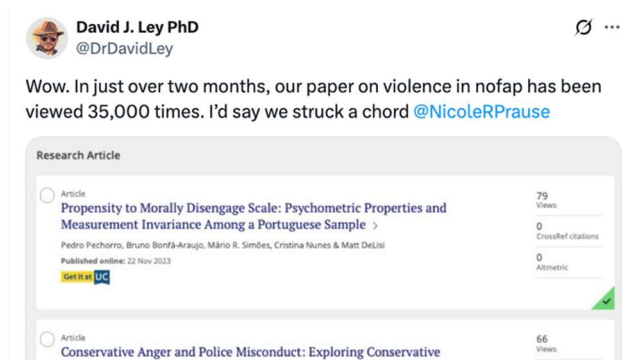 David J. Ley PhD
@DrDavidLey
Wow. In just over two months, our paper on violence in nofap has been
viewed 35,000 times. I'd say we struck a chord @NicoleRPrause
Research Article
Article
Propensity to Morally Disengage Scale: Psychometric Properties and
Measurement Invariance Among a Portuguese Sample >
Pedro Pechorro, Bruno Bonfá-Araujo, Mário R. Simões, Cristina Nunes & Matt DeLisi
Published online: 22 Nov 2023
Get it at UC
79
Views
0
CrossRef citations
0
Altmetric
Article
Conservative Anger and Police Misconduct: Exploring Conservative
66
Views